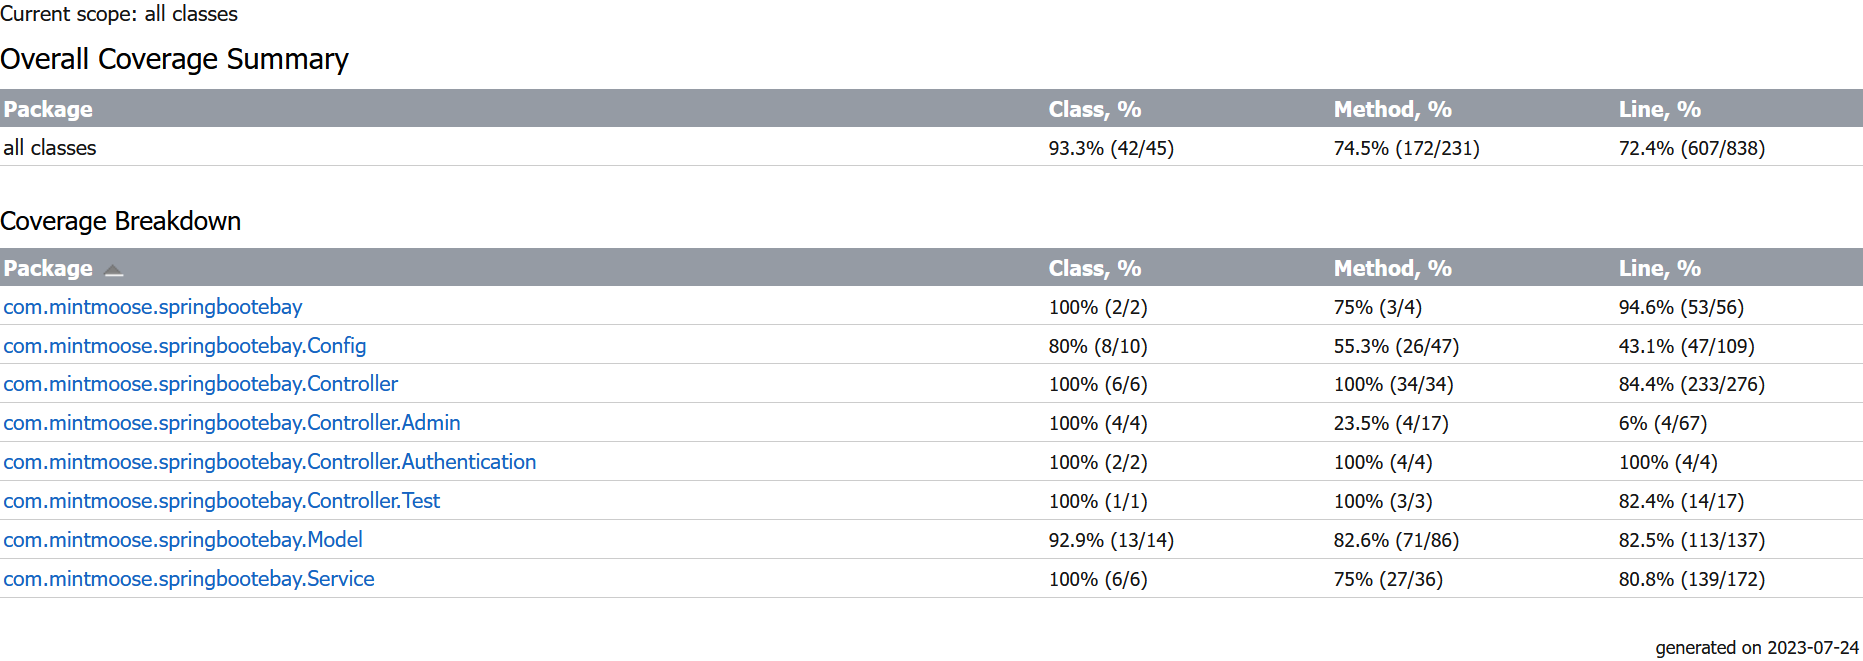 Current scope: all classes
Overall Coverage Summary
Package Class, % Method, % Line, %
all classes 93.3% (42/45) 74.5% (172/231) 72.4% (607/838)
Coverage Breakdown
Package Class, % Method, % Line, %
com.mintmoose.springbootebay 100% (2/2) 75% (3/4) 94.6% (53/56)
com.mintmoose.springbootebay.Config 80% (8/10) 55.3% (26/47) 43.1% (47/109)
com.mintmoose.springbootebay.Controller 100% (6/6) 100% (34/34) 84.4% (233/276)
com.mintmoose.springbootebay.Controller.Admin 100% (4/4) 23.5% (4/17) 6% (4/67)
com.mintmoose.springbootebay.Controller.Authentication 100% (2/2) 100% (4/4) 100% (4/4)
com.mintmoose.springbootebay.Controller.Test 100% (1/1) 100% (3/3) 82.4% (14/17)
com.mintmoose.springbootebay.Model 92.9% (13/14) 82.6% (71/86) 82.5% (113/137)
com.mintmoose.springbootebay.Service 100% (6/6) 75% (27/36) 80.8% (139/172)
generated on 2023-07-24